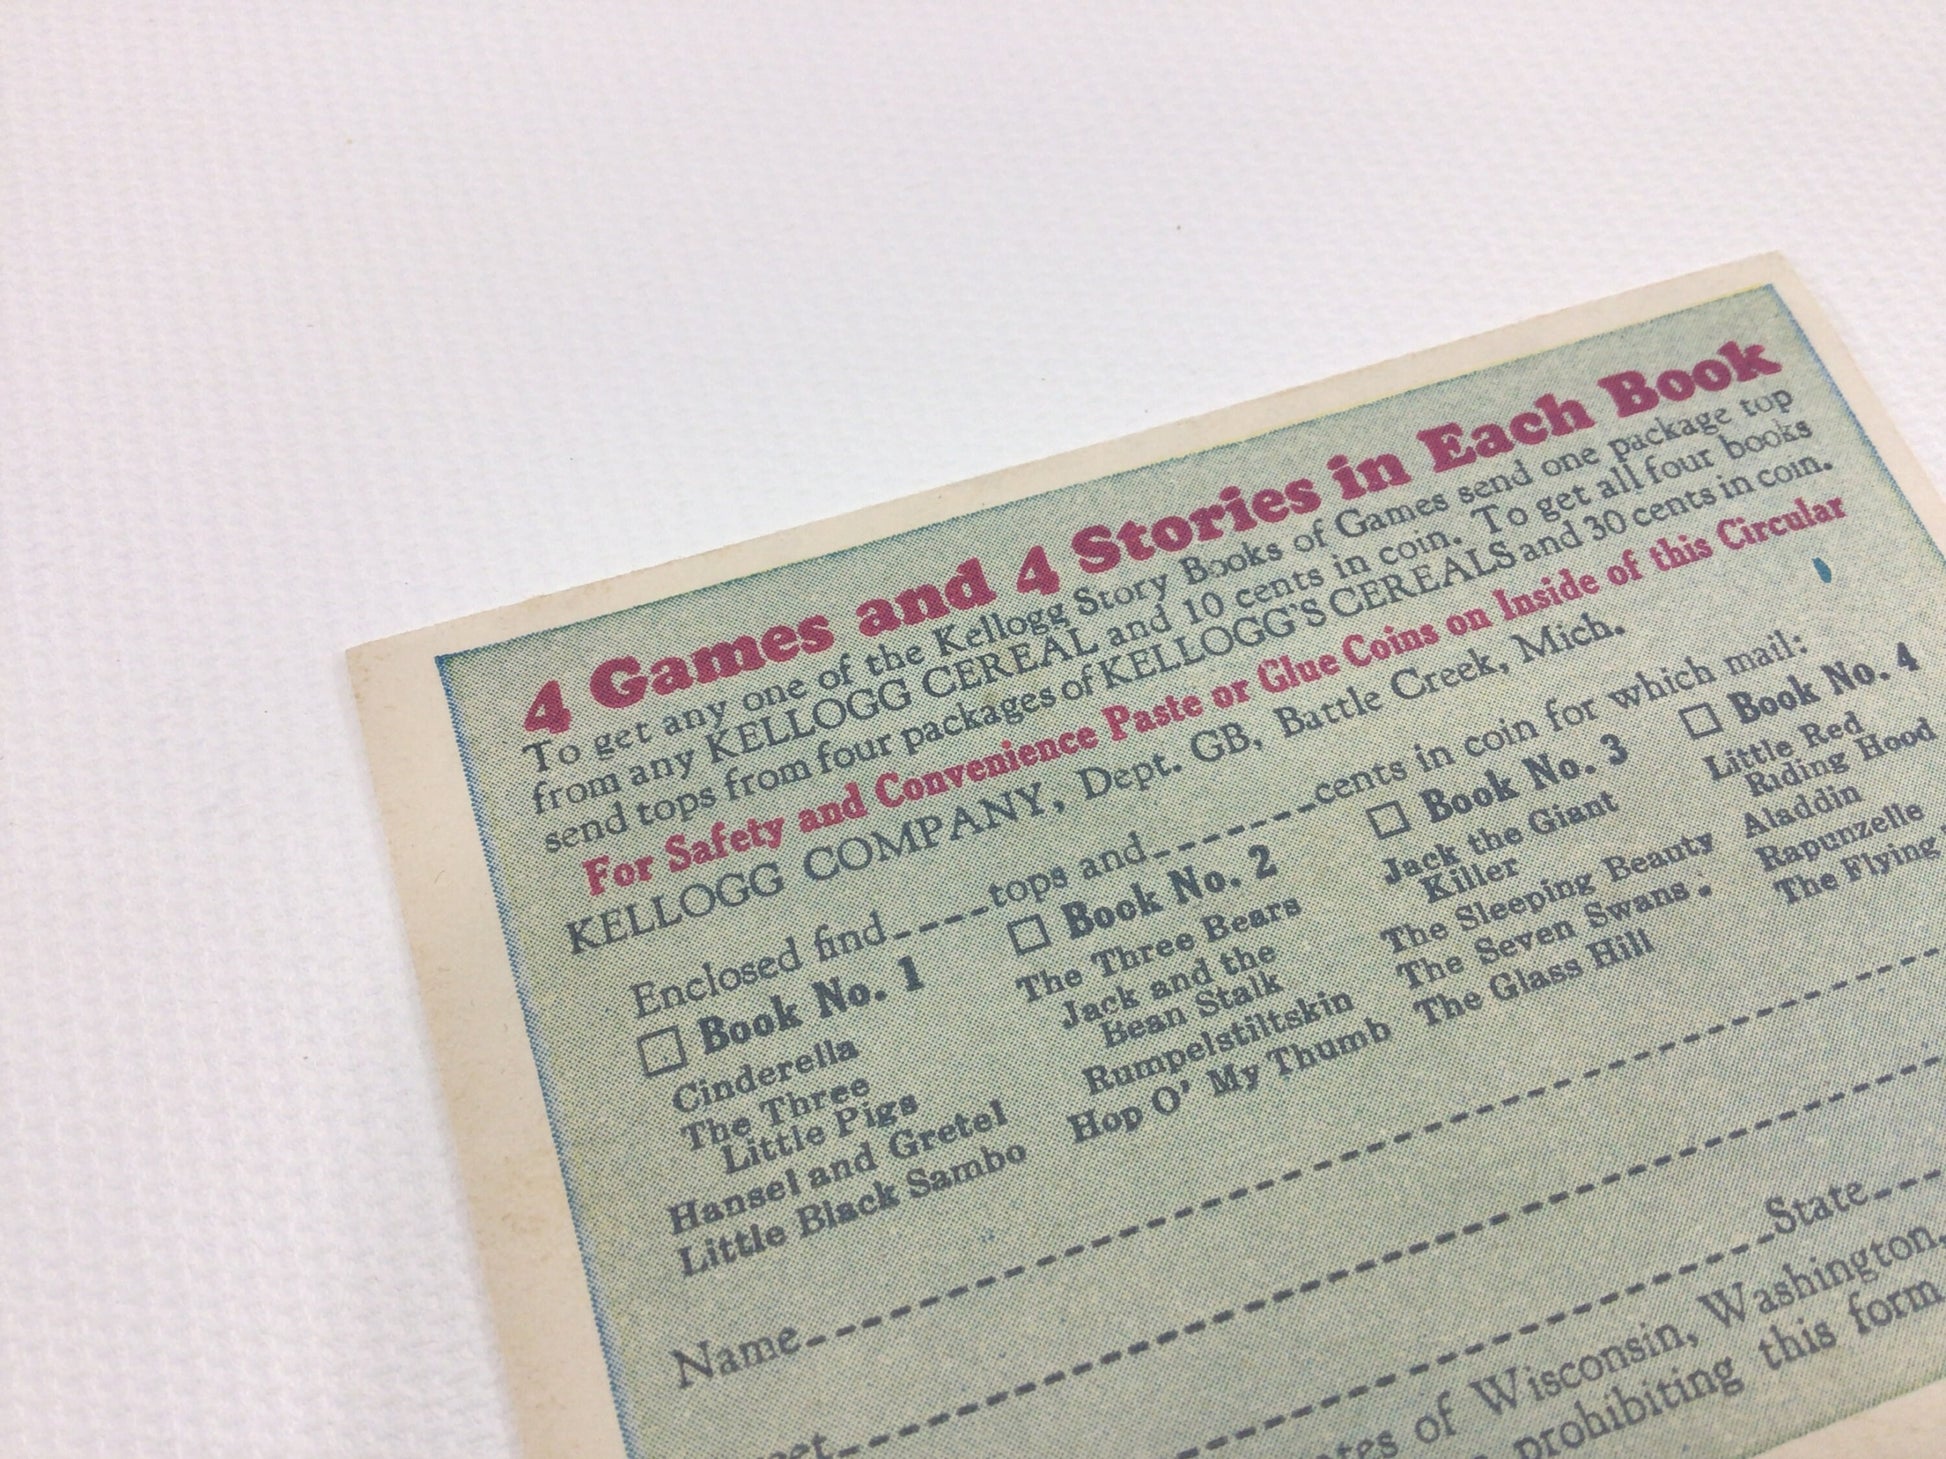 4 Games and 4 Stories in Each Book
To get any one of the Kellogg Story Books of Games send one package top
from any KELLOGG CEREAL and 10 cents in coin. To get all four books
send tops from four packages of KELLOGG'S CEREALS and 30 cents in coin.
For Safety and Convenience Paste or Glue Coins on Inside of this Circular
KELLOGG COMPANY, Dept. GB, Battle Creek, Mich.
Enclosed find----tops and------cents in coin for which mail:
☐ Book No. 1
Cinderella
The Three
Little Pigs
Hansel and Gretel
Little Black Sambo
☐ Book No. 2
The Three Bears
Jack and the
Bean Stalk
Rumpelstiltskin
Hop O' My Thumb
☐ Book No. 3
Jack the Giant
Killer
The Sleeping Beauty
The Seven Swans
The Glass Hill
☐ Book No. 4
Little Red
Riding Hood
Aladdin
Rapunzelle
The Flying
Name
State
of Wisconsin, Washington,
prohibiting this form